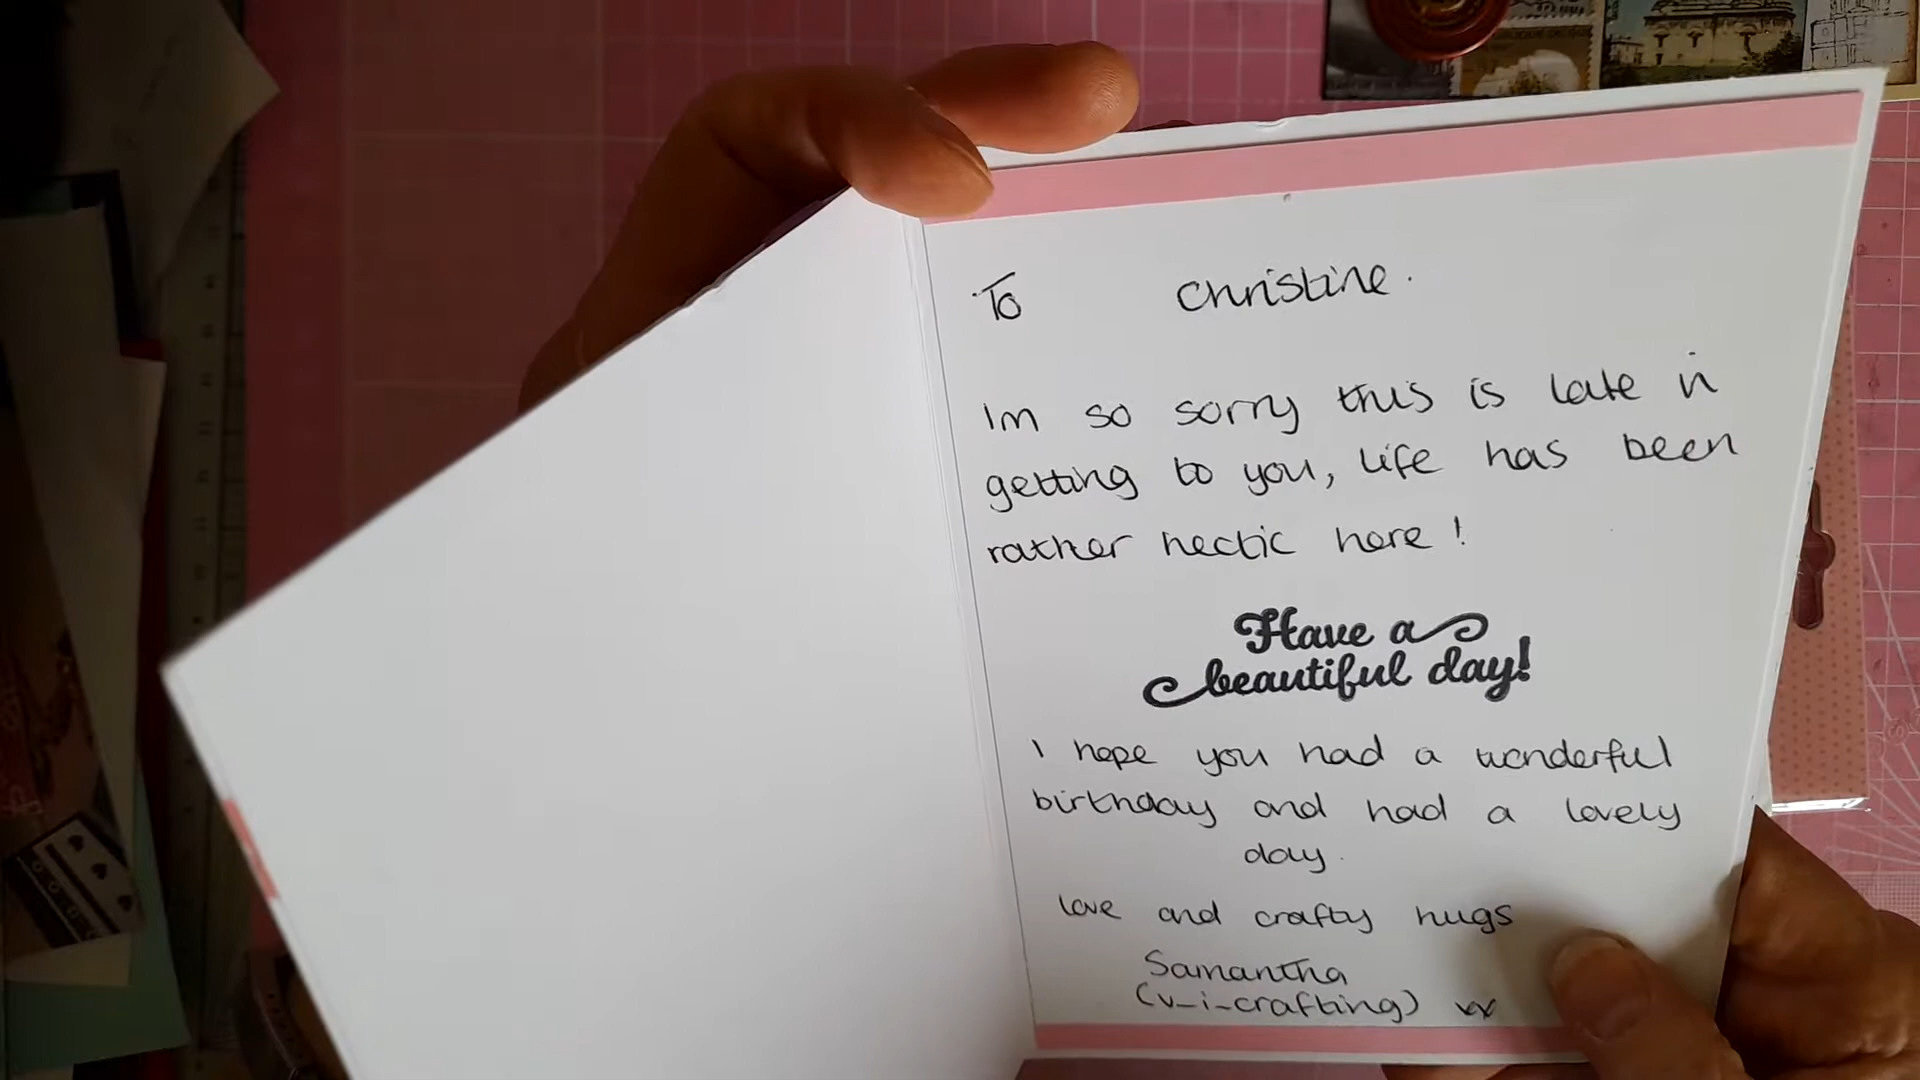 To Christine.
Im so sorry this is late in
getting to you, life has been
rather hectic here!
Have a
beautiful day!
I hope you had a wonderful
birthday and had a lovely
day.
love and crafty hugs
Samantha
(v_i_crafting) xx